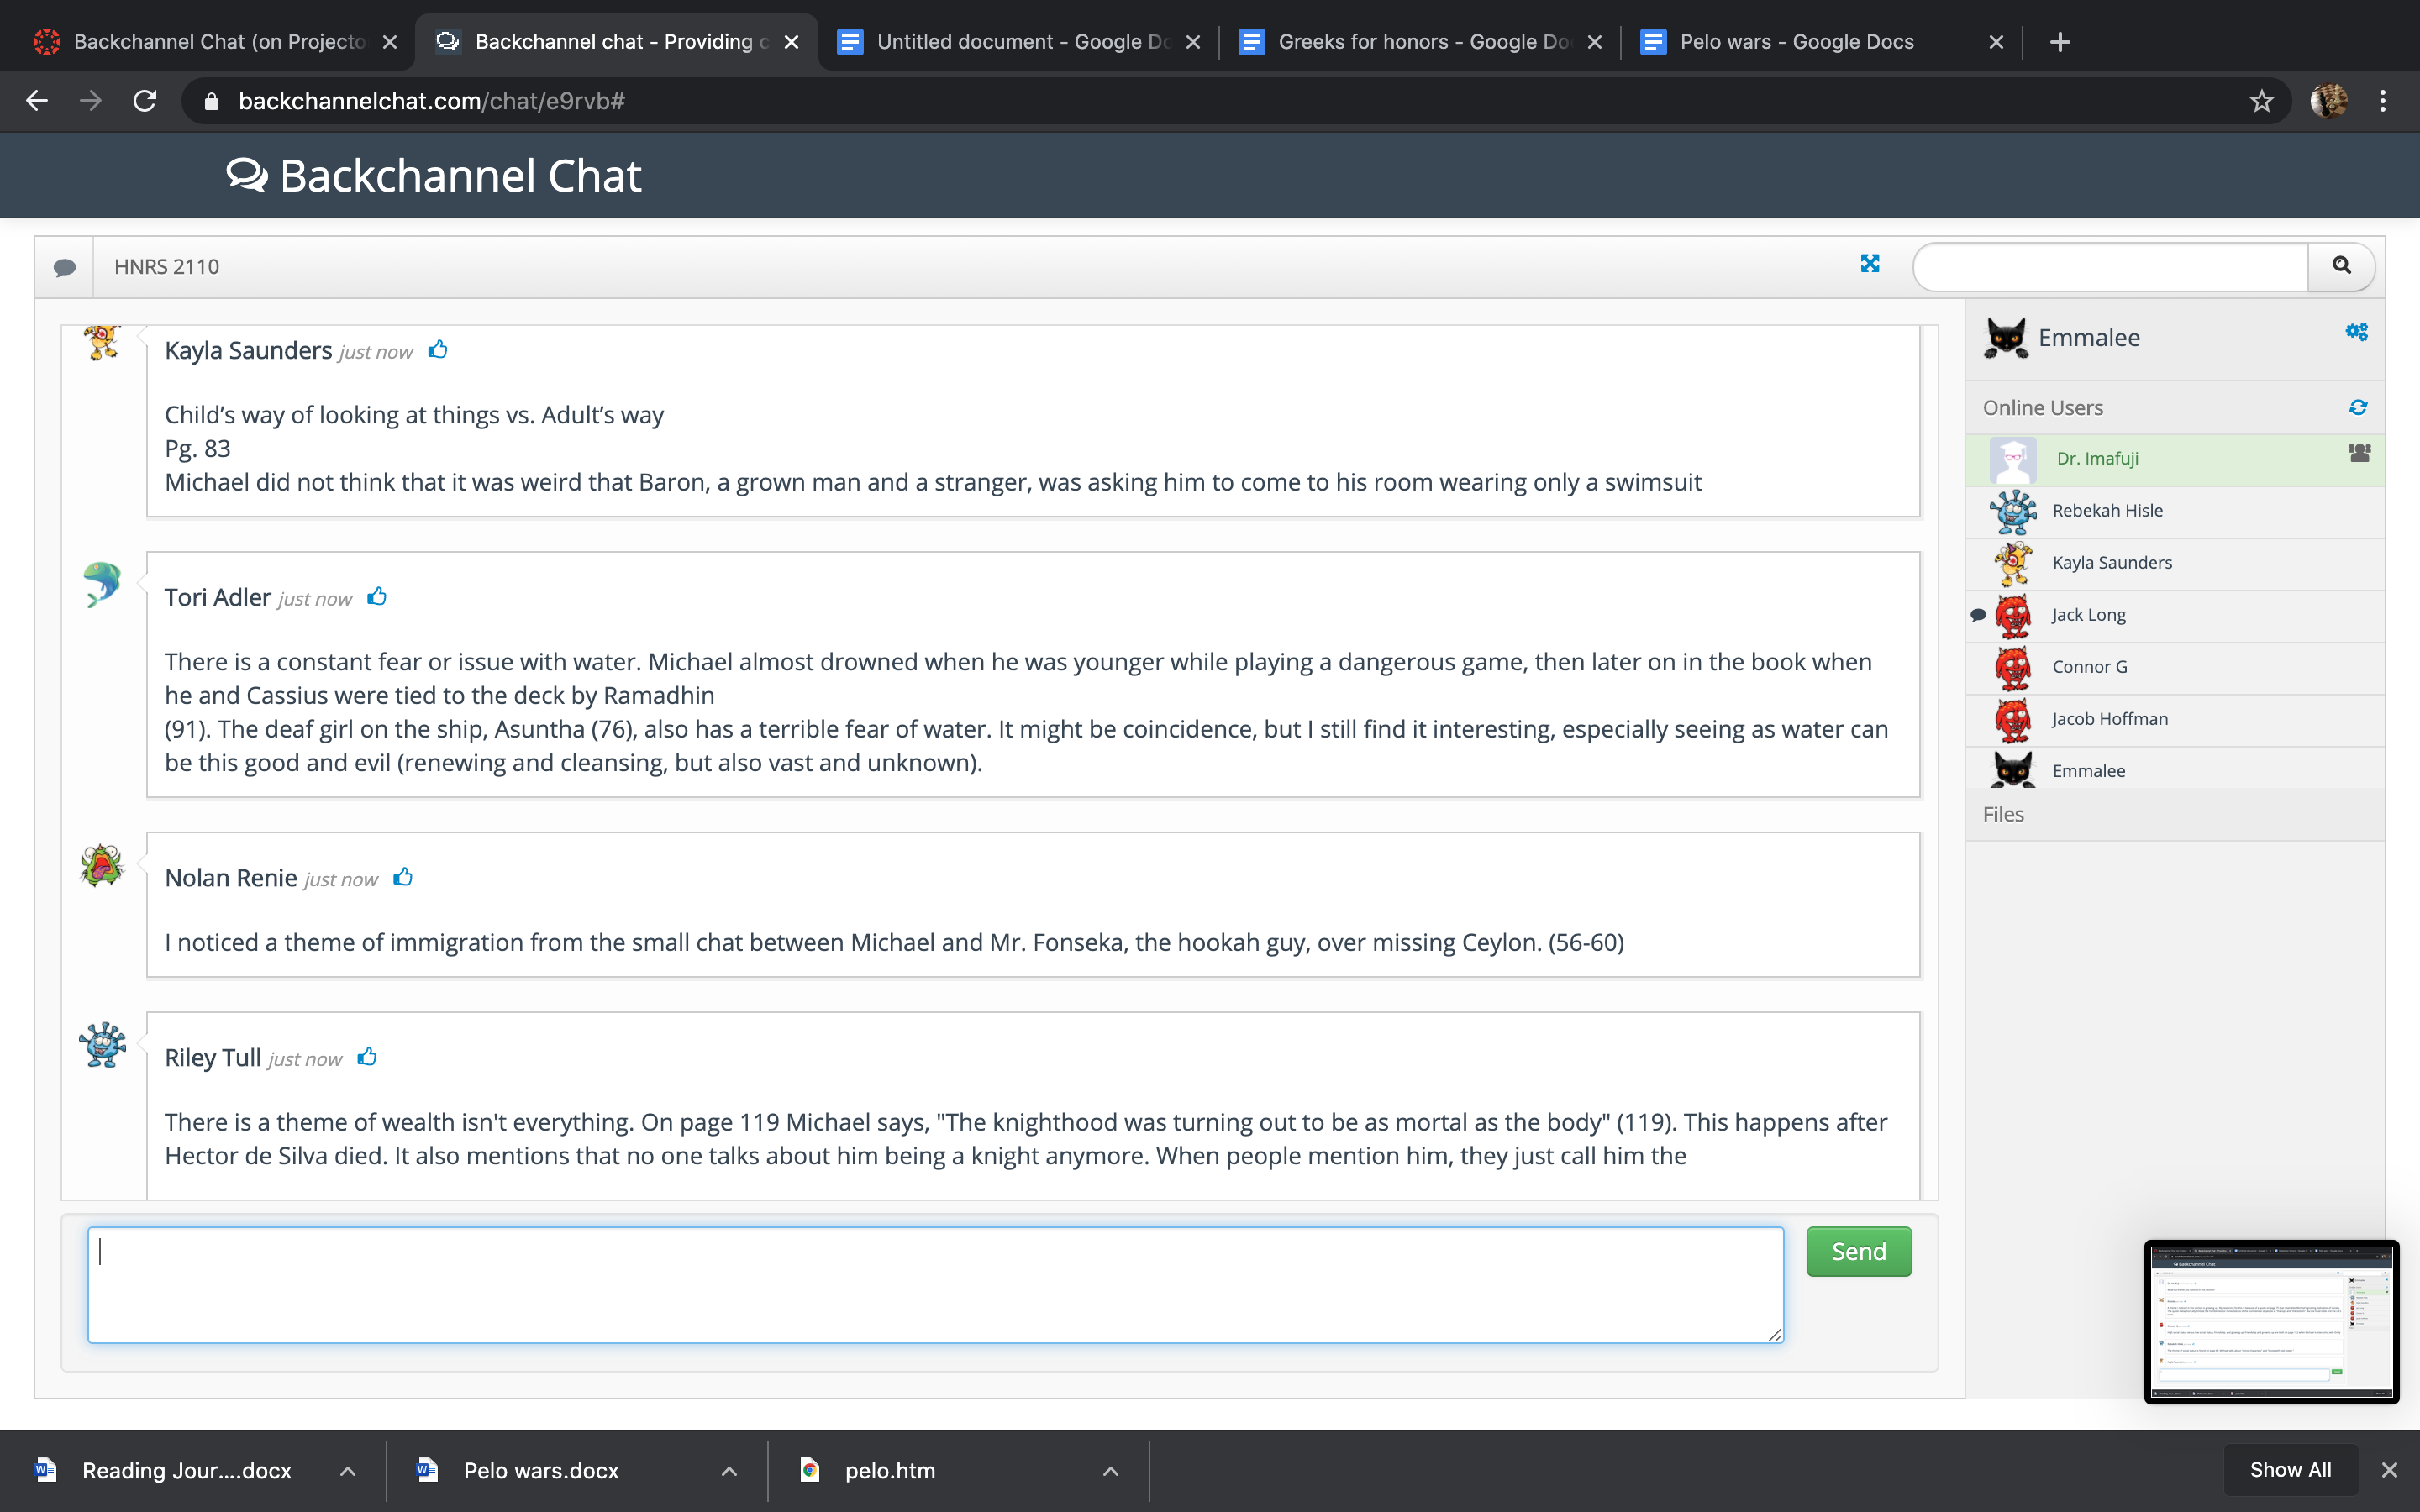 Backchannel Chat (on Projecto
Backchannel chat - Providing c
Untitled document - Google Do
Greeks for honors - Google Do
Pelo wars - Google Docs
backchannelchat.com/chat/e9rvb#
Backchannel Chat
HNRS 2110
Kayla Saunders just now
Child’s way of looking at things vs. Adult’s way
Pg. 83
Michael did not think that it was weird that Baron, a grown man and a stranger, was asking him to come to his room wearing only a swimsuit
Tori Adler just now
There is a constant fear or issue with water. Michael almost drowned when he was younger while playing a dangerous game, then later on in the book when
he and Cassius were tied to the deck by Ramadhin
(91). The deaf girl on the ship, Asuntha (76), also has a terrible fear of water. It might be coincidence, but I still find it interesting, especially seeing as water can
be this good and evil (renewing and cleansing, but also vast and unknown).
Nolan Renie just now
I noticed a theme of immigration from the small chat between Michael and Mr. Fonseka, the hookah guy, over missing Ceylon. (56-60)
Riley Tull just now
There is a theme of wealth isn't everything. On page 119 Michael says, "The knighthood was turning out to be as mortal as the body" (119). This happens after
Hector de Silva died. It also mentions that no one talks about him being a knight anymore. When people mention him, they just call him the
Send
Emmalee
Online Users
Dr. Imafuji
Rebekah Hisle
Kayla Saunders
Jack Long
Connor G
Jacob Hoffman
Emmalee
Files
Backchannel Chat
Reading Jour....docx
Pelo wars.docx
pelo.htm
Show All